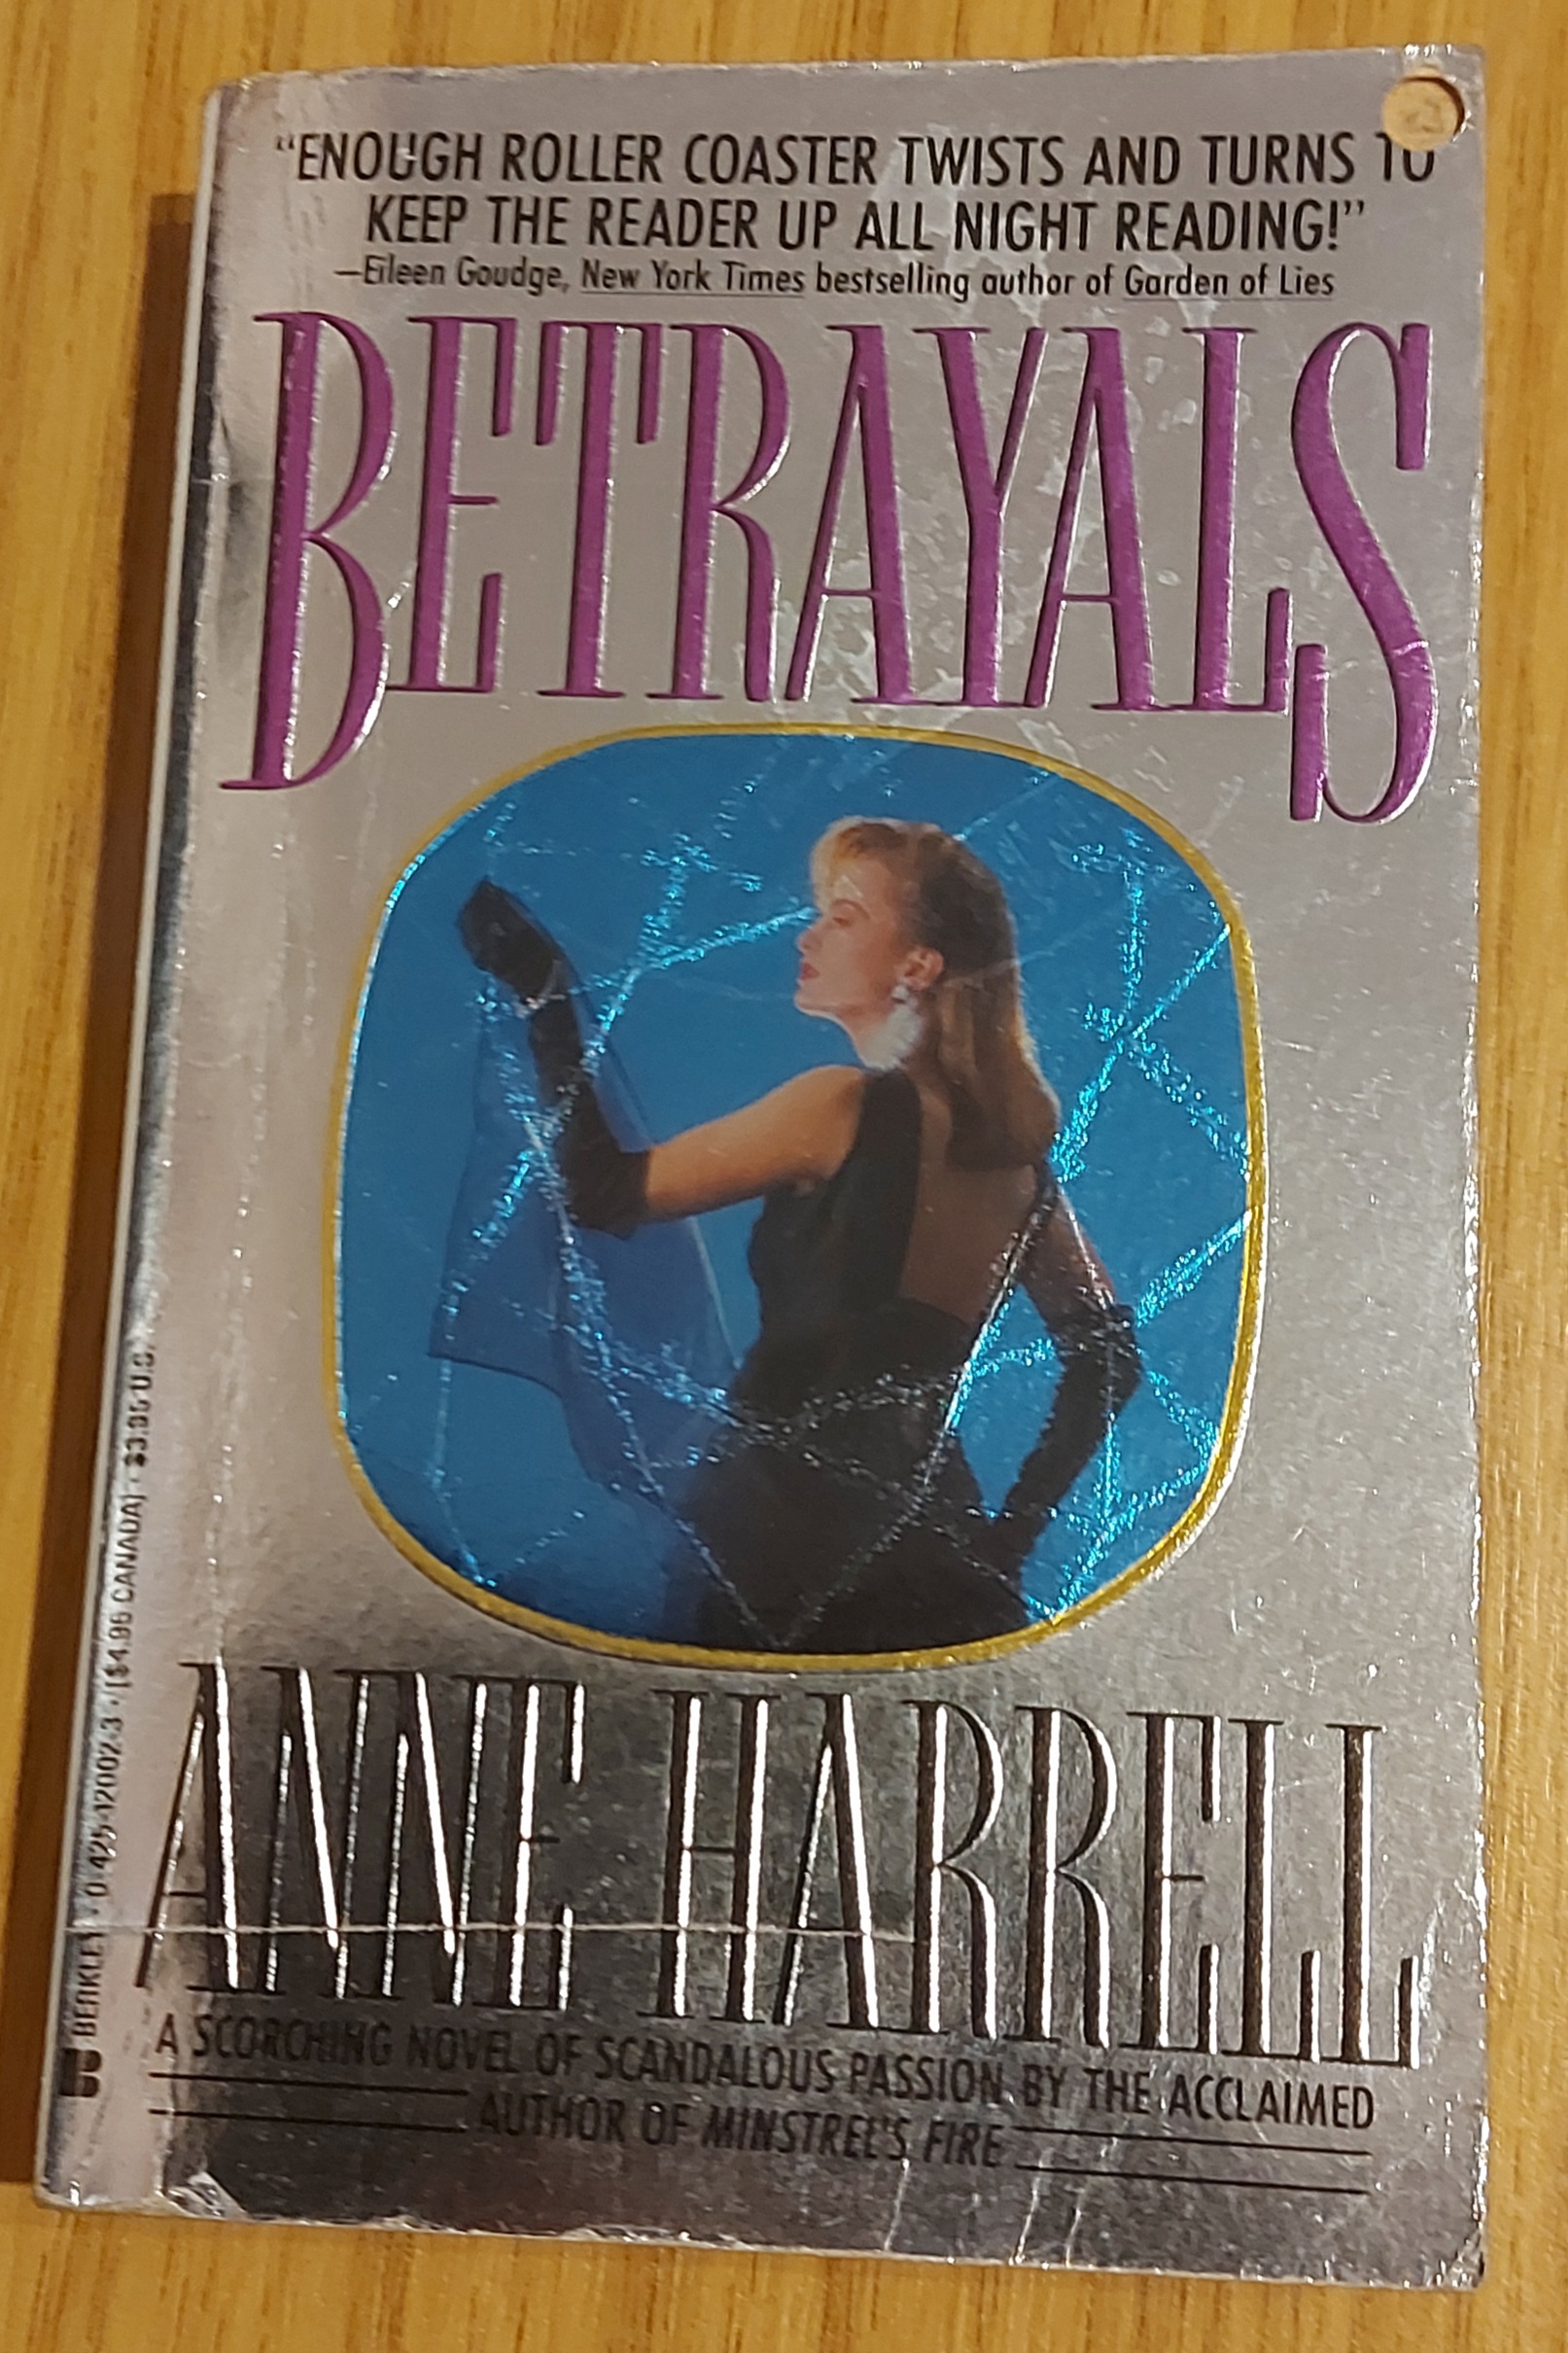 "ENOUGH ROLLER COASTER TWISTS AND TURNS TO
KEEP THE READER UP ALL NIGHT READING!"
—Eileen Goudge, New York Times bestselling author of Garden of Lies
BETRAYALS
ANNE HARRELL
A SCORCHING NOVEL OF SCANDALOUS PASSION BY THE ACCLAIMED
AUTHOR OF MINSTREL'S FIRE
B BERKLEY · 0-425-12002-3 · ($4.95 CANADA) · $3.95 U.S.